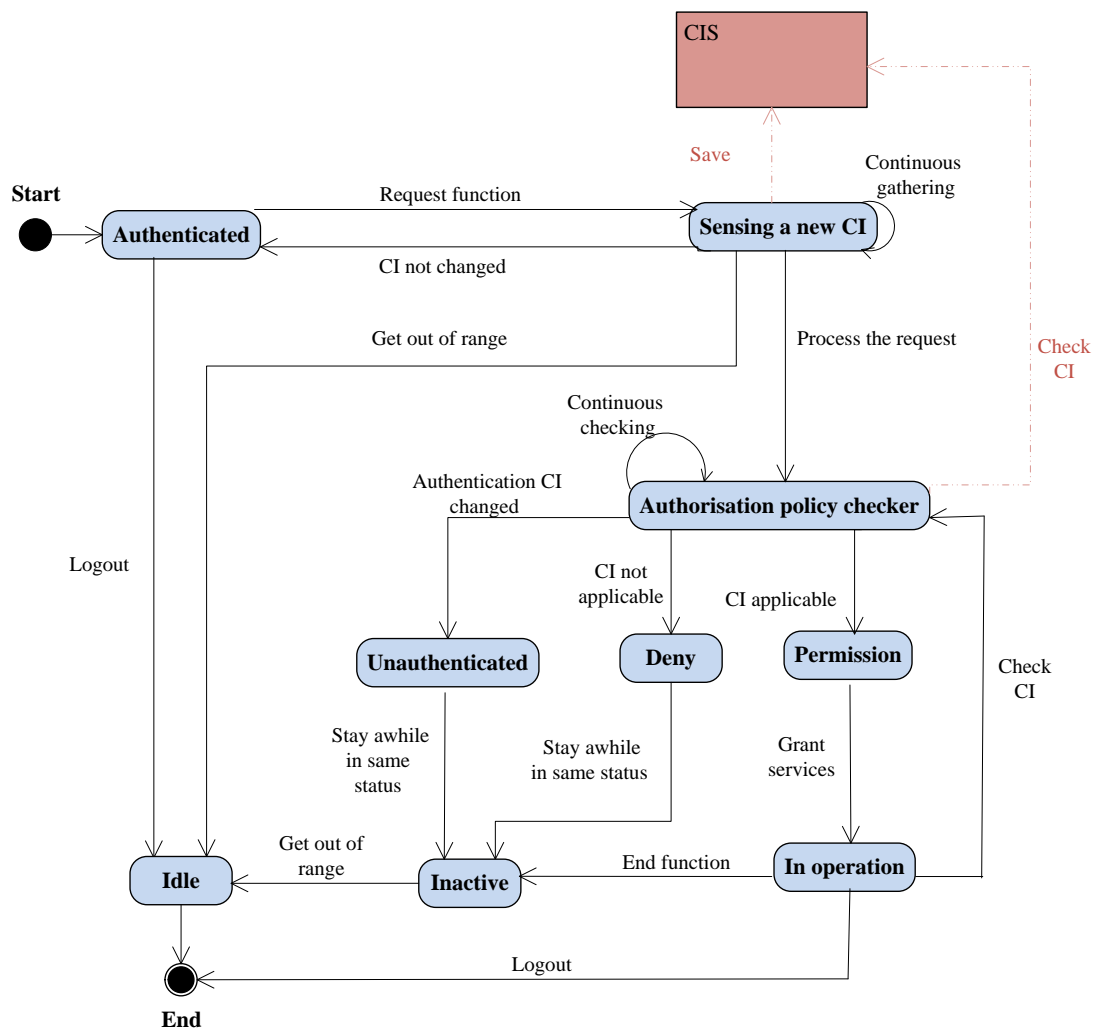 CIS
Save
Continuous
gathering
Start
Request function
Authenticated
Sensing a new CI
CI not changed
Get out of range
Process the request
Check
CI
Continuous
checking
Authentication CI
changed
Authorisation policy checker
Logout
CI not
applicable
CI applicable
Unauthenticated
Deny
Permission
Check
CI
Stay awhile
in same
status
Stay awhile
in same status
Grant
services
Get out of
range
End function
Idle
Inactive
In operation
Logout
End